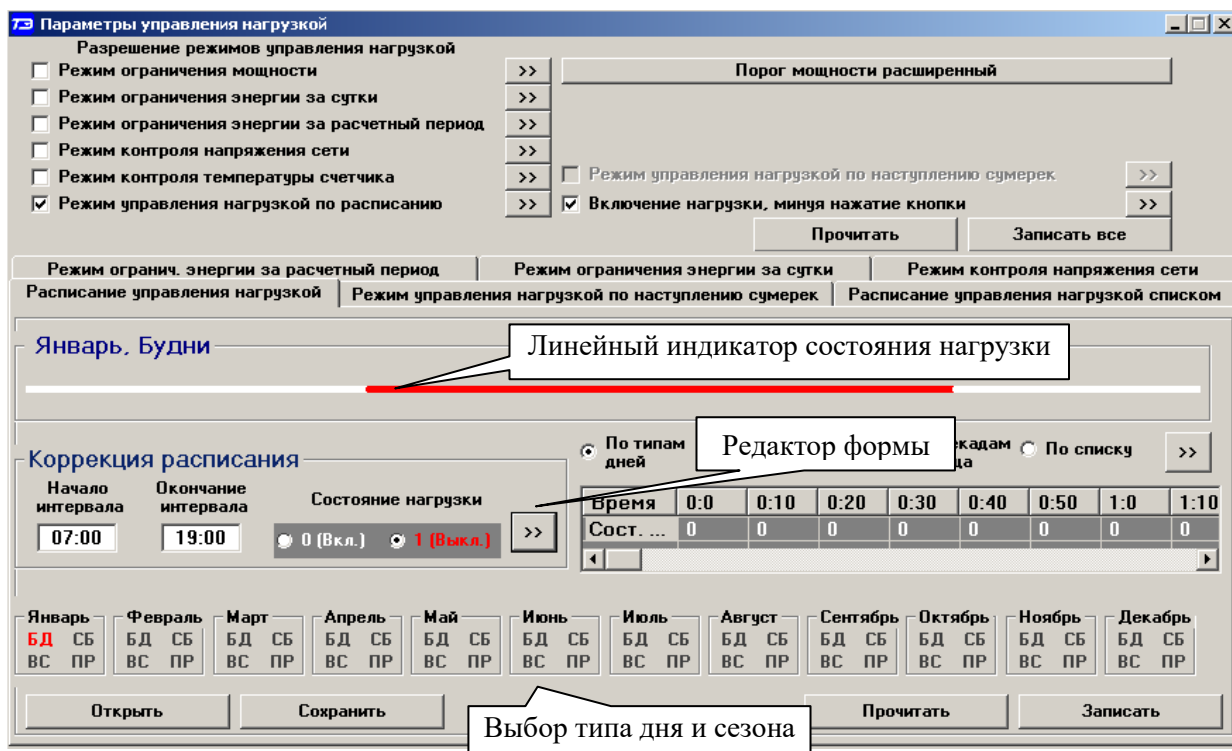 ТЭ Параметры управления нагрузкой
Разрешение режимов управления нагрузкой
Режим ограничения мощности >> Порог мощности расширенный
Режим ограничения энергии за сутки >>
Режим ограничения энергии за расчетный период >>
Режим контроля напряжения сети >>
Режим контроля температуры счетчика >> Режим управления нагрузкой по наступлению сумерек >>
Режим управления нагрузкой по расписанию >> Включение нагрузки, минуя нажатие кнопки >>
Прочитать Записать все
Режим огранич. энергии за расчетный период Режим ограничения энергии за сутки Режим контроля напряжения сети
Расписание управления нагрузкой Режим управления нагрузкой по наступлению сумерек Расписание управления нагрузкой списком
Январь, Будни
Линейный индикатор состояния нагрузки
Коррекция расписания
Редактор формы
По типам дней
По списку >>
Начало интервала Окончание интервала Состояние нагрузки
07:00 19:00 0 (Вкл.) 1 (Выкл.) >>
Время 0:0 0:10 0:20 0:30 0:40 0:50 1:0 1:10
Сост. ... 0 0 0 0 0 0 0 0
Январь Февраль Март Апрель Май Июнь Июль Август Сентябрь Октябрь Ноябрь Декабрь
БД СБ БД СБ БД СБ БД СБ БД СБ БД СБ БД СБ БД СБ БД СБ БД СБ БД СБ БД СБ
ВС ПР ВС ПР ВС ПР ВС ПР ВС ПР ВС ПР ВС ПР ВС ПР ВС ПР ВС ПР ВС ПР ВС ПР
Открыть Сохранить Прочитать Записать
Выбор типа дня и сезона